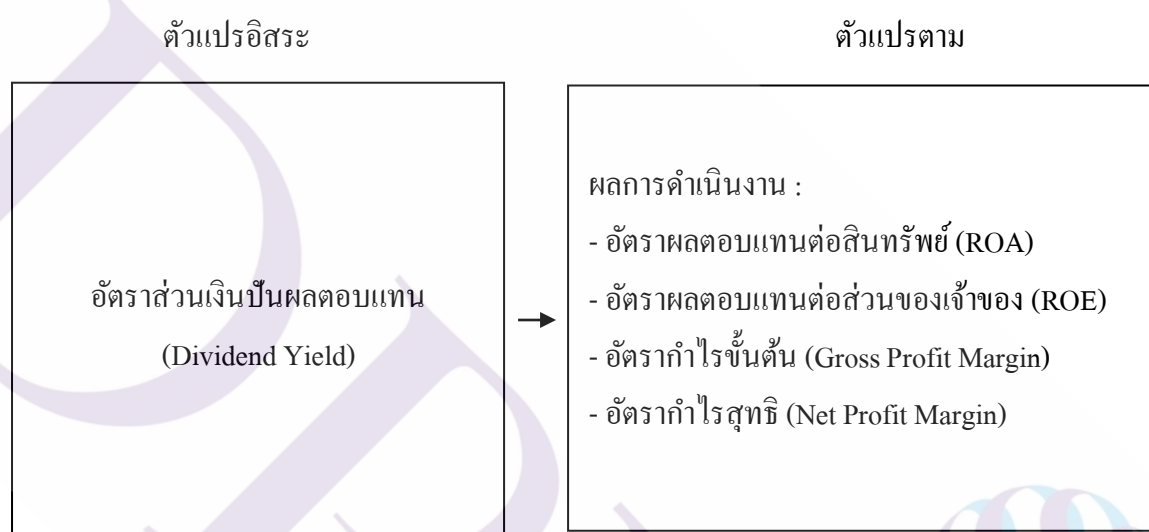 ตัวแปรอิสระ
ตัวแปรตาม
อัตราส่วนเงินปันผลตอบแทน
(Dividend Yield)
ผลการดำเนินงาน :
- อัตราผลตอบแทนต่อสินทรัพย์ (ROA)
- อัตราผลตอบแทนต่อส่วนของเจ้าของ (ROE)
- อัตรากำไรขั้นต้น (Gross Profit Margin)
- อัตรากำไรสุทธิ (Net Profit Margin)